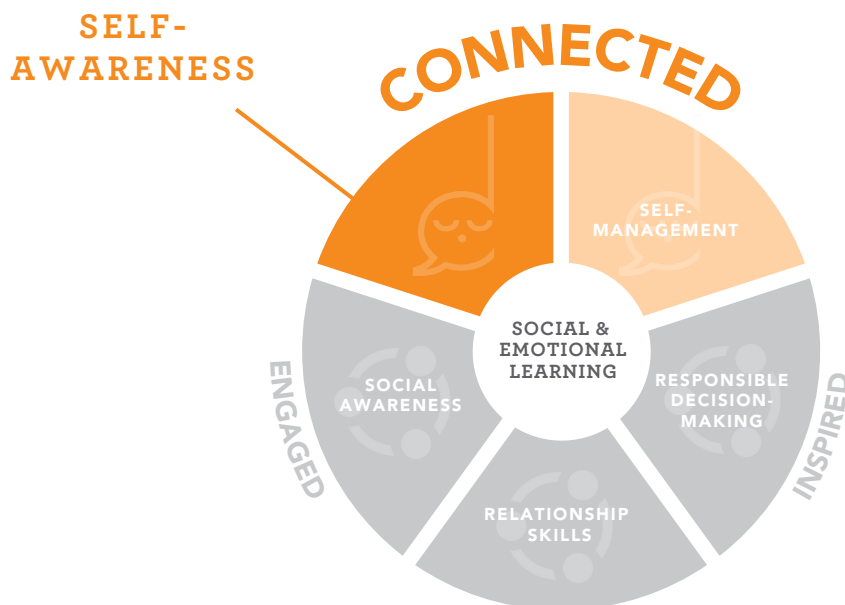 SELF-
AWARENESS
CONNECTED
SELF-
MANAGEMENT
SOCIAL &
EMOTIONAL
LEARNING
ENGAGED
SOCIAL
AWARENESS
RESPONSIBLE
DECISION-
MAKING
INSPIRED
RELATIONSHIP
SKILLS